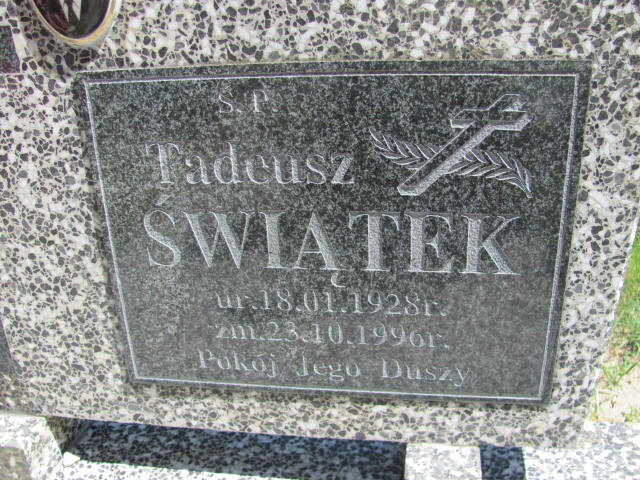 Ś.P.
Tadeusz
ŚWIĄTEK
ur.18.01.1928r.
zm.23.10.1996r.
Pokój Jego Duszy